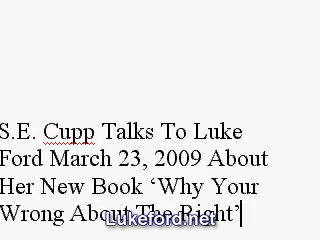 S.E. Cupp Talks To Luke
Ford March 23, 2009 About
Her New Book ‘Why Your
Wrong About The Right’
Lukeford.net